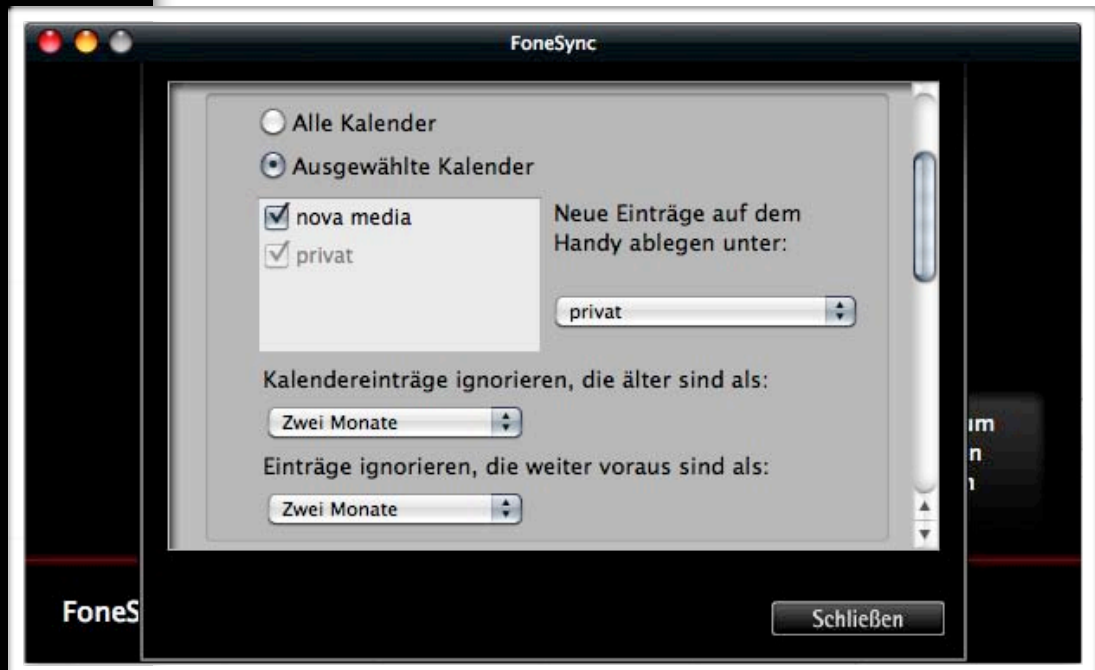 FoneSync
Alle Kalender
Ausgewählte Kalender
nova media
privat
Neue Einträge auf dem
Handy ablegen unter:
privat
Kalendereinträge ignorieren, die älter sind als:
Zwei Monate
Einträge ignorieren, die weiter voraus sind als:
Zwei Monate
FoneS
Schließen